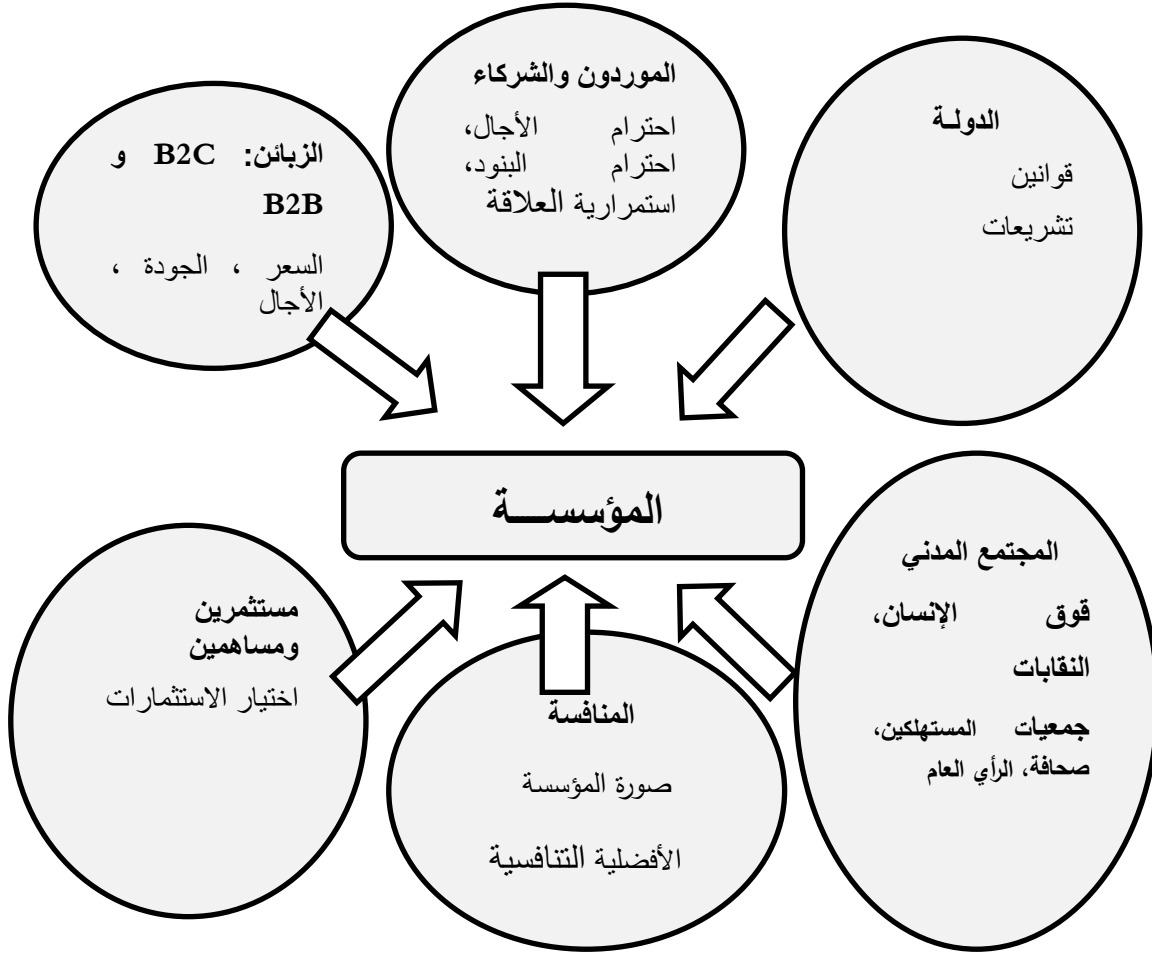 الدولـة
قوانين
تشريعات
الموردون والشركاء
احترام الأجال،
احترام البنود،
استمرارية العلاقة
الزبائن: B2C و
B2B
السعر ، الجودة ،
الأجال
المؤسســـة
المجتمع المدني
قوق الإنسان،
النقابات
جمعيات المستهلكين،
صحافة، الرأي العام
المنافسة
صورة المؤسسة
الأفضلية التنافسية
مستثمرين
ومساهمين
اختيار الاستثمارات